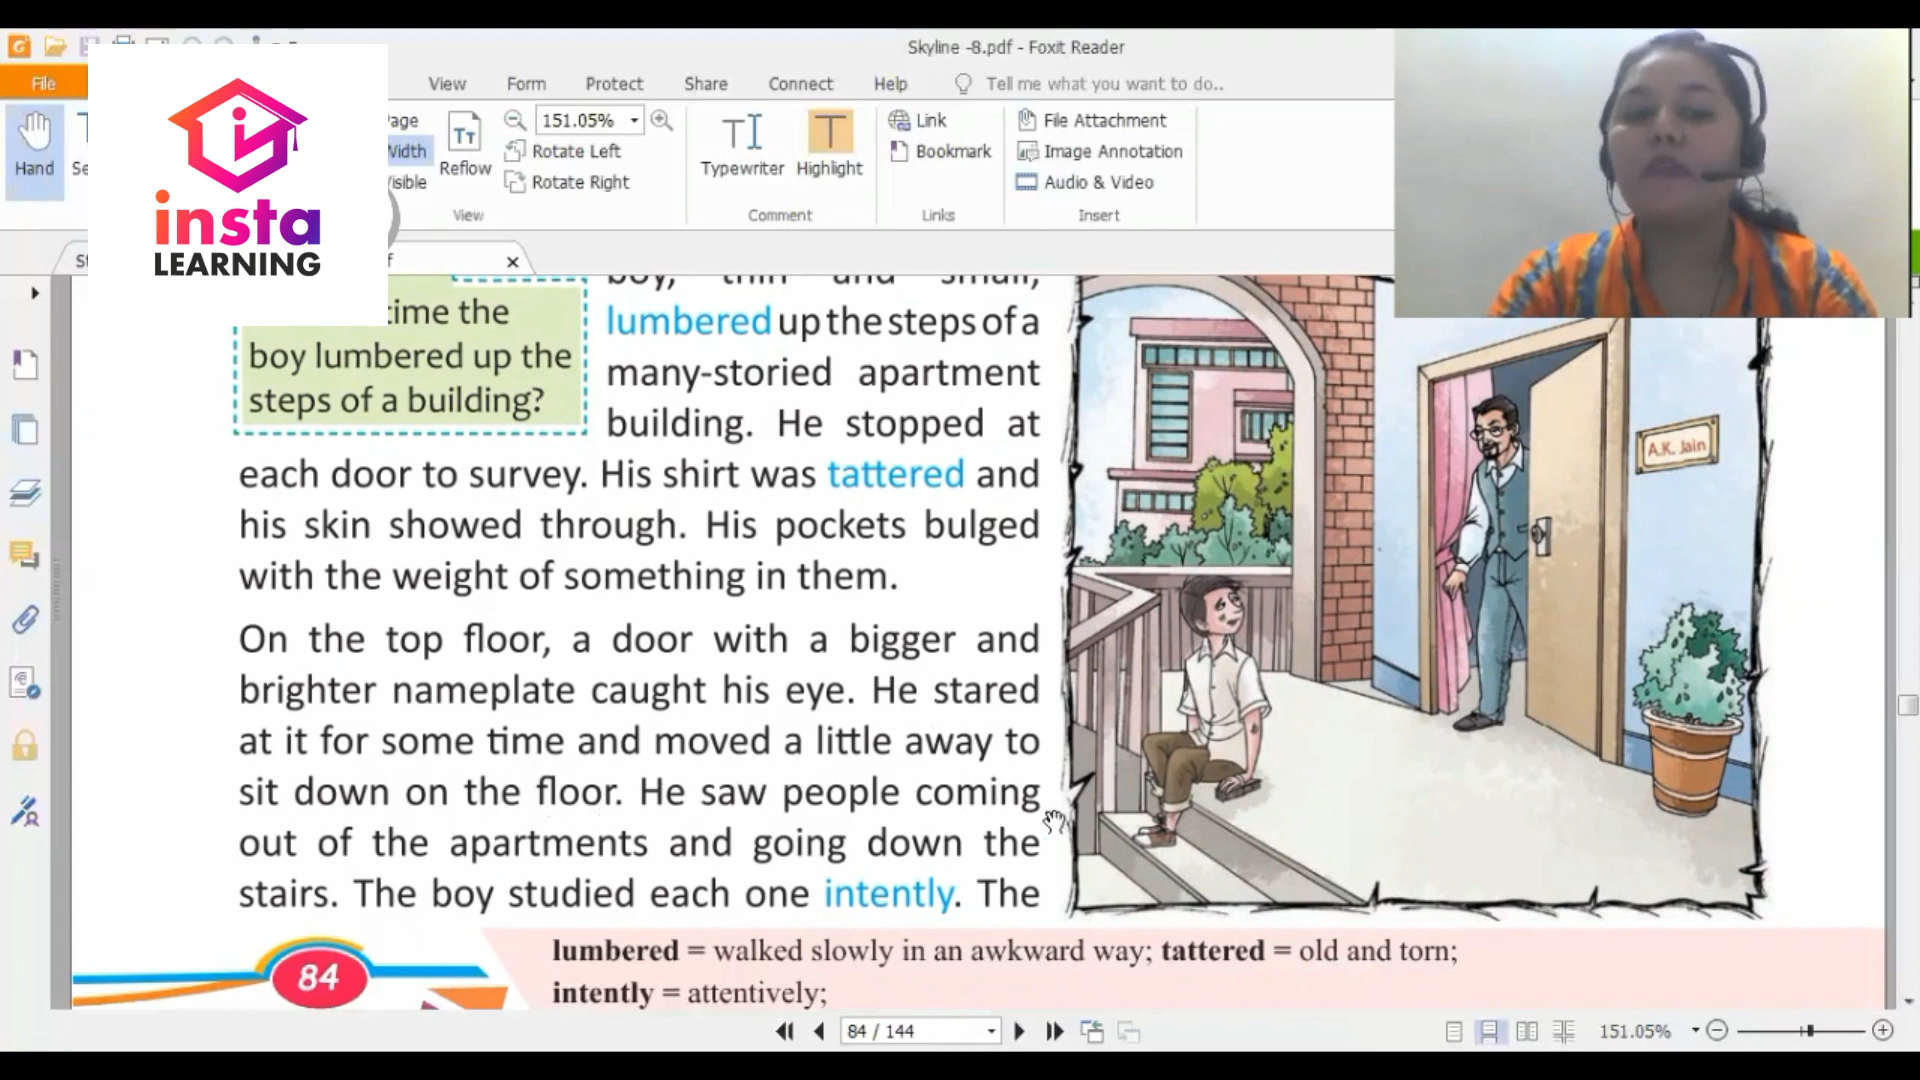 Skyline -8.pdf - Foxit Reader
File
View
Form
Protect
Share
Connect
Help
Tell me what you want to do..
Hand
Reflow
151.05%
Rotate Left
Rotate Right
View
Typewriter
Highlight
Comment
Link
Bookmark
Links
File Attachment
Image Annotation
Audio & Video
Insert
insta
LEARNING
time the
boy lumbered up the
steps of a building?
boy, thin and small,
lumbered up the steps of a
many-storied apartment
building. He stopped at
each door to survey. His shirt was tattered and
his skin showed through. His pockets bulged
with the weight of something in them.
On the top floor, a door with a bigger and
brighter nameplate caught his eye. He stared
at it for some time and moved a little away to
sit down on the floor. He saw people coming
out of the apartments and going down the
stairs. The boy studied each one intently. The
A.K. Jain
84
lumbered = walked slowly in an awkward way; tattered = old and torn;
intently = attentively;
84 / 144
151.05%